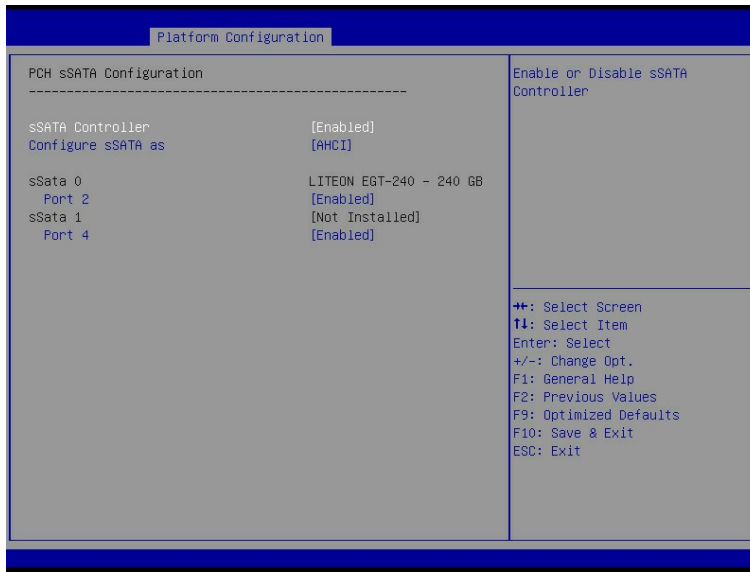 Platform Configuration
PCH sSATA Configuration
-------------------------------------------------
sSATA Controller [Enabled]
Configure sSATA as [AHCI]
sSata 0 LITEON EGT-240 - 240 GB
Port 2 [Enabled]
sSata 1 [Not Installed]
Port 4 [Enabled]
Enable or Disable sSATA
Controller
→←: Select Screen
↑↓: Select Item
Enter: Select
+/-: Change Opt.
F1: General Help
F2: Previous Values
F9: Optimized Defaults
F10: Save & Exit
ESC: Exit